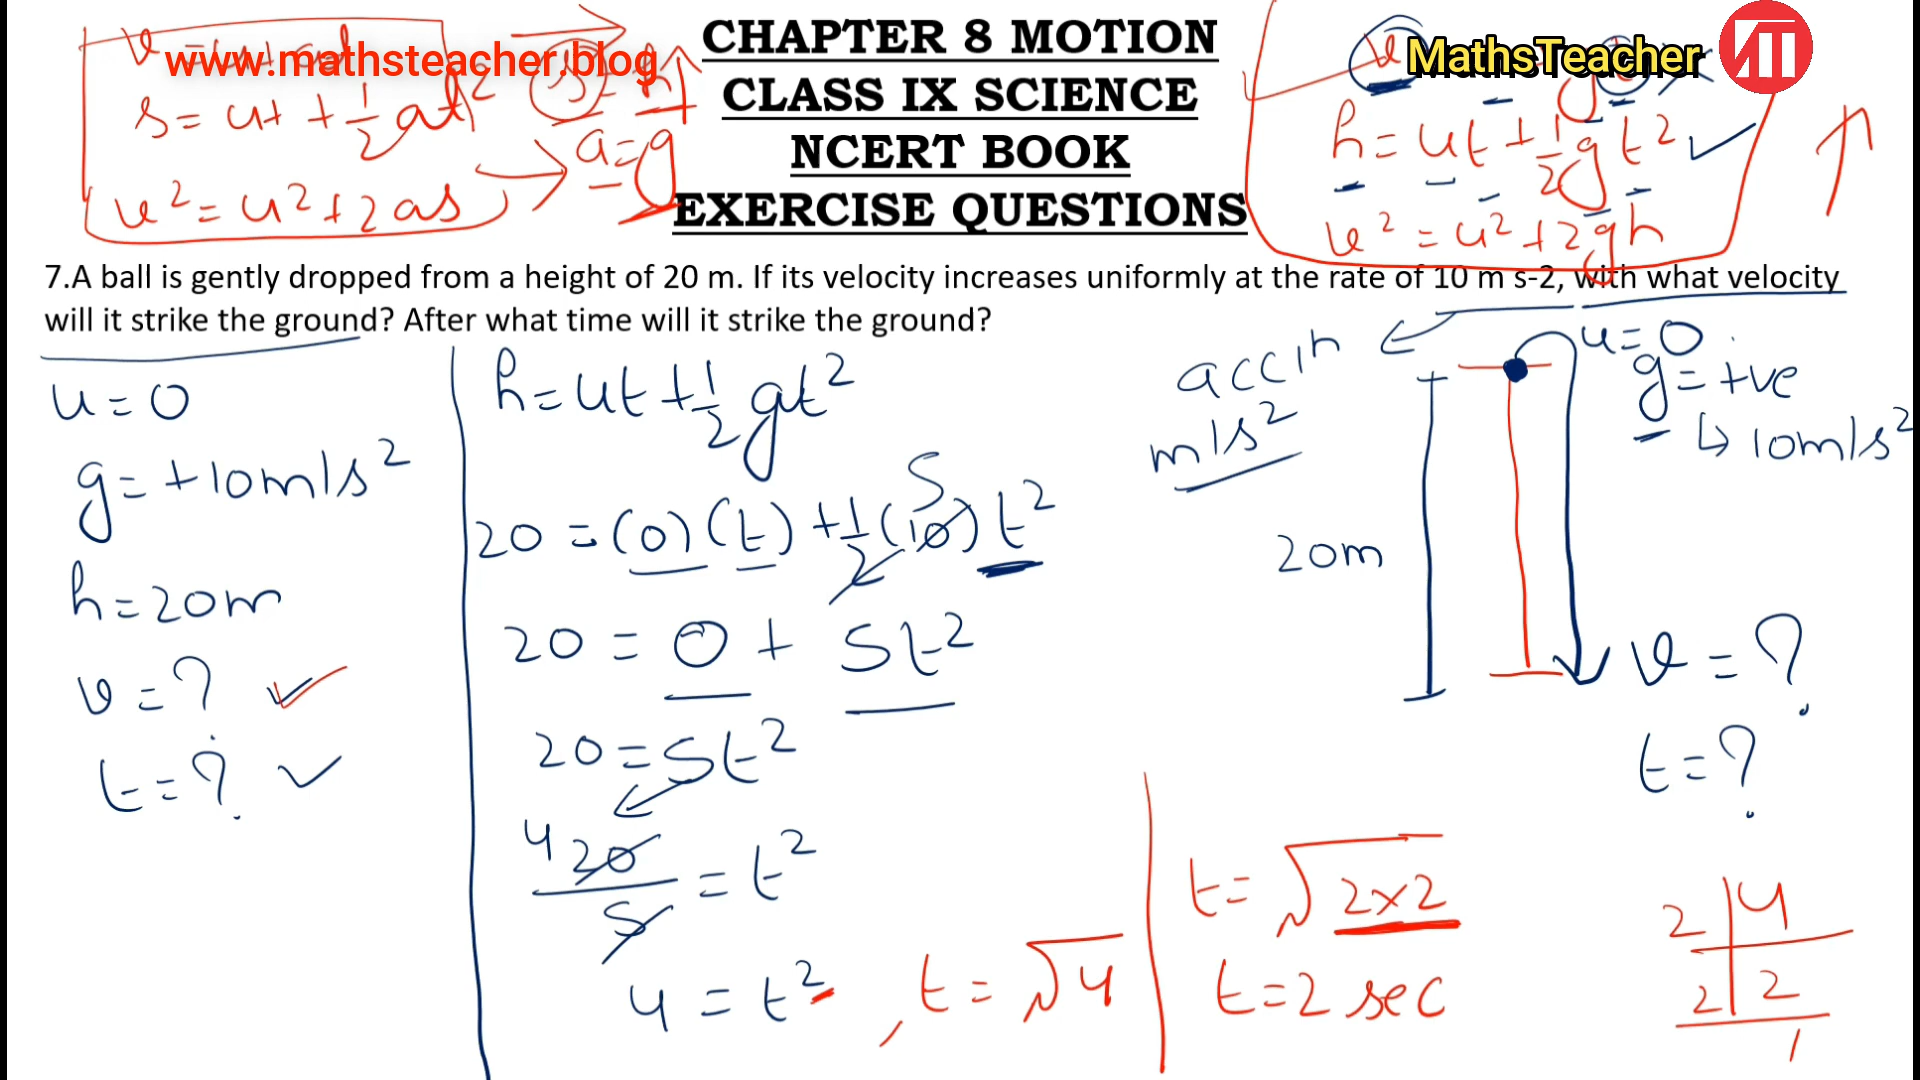 www.mathsteacher.blog
s = ut + 1/2 at²
v² = u² + 2as
a = g
CHAPTER 8 MOTION
CLASS IX SCIENCE
NCERT BOOK
EXERCISE QUESTIONS
MathsTeacher
h = ut + 1/2 gt²
v² = u² + 2gh
7.A ball is gently dropped from a height of 20 m. If its velocity increases uniformly at the rate of 10 m s-2, with what velocity
will it strike the ground? After what time will it strike the ground?
u = 0
g = +10m/s²
h = 20m
v = ?
t = ?
h = ut + 1/2 gt²
20 = (0)(t) + 1/2 (10) t²
5
20 = 0 + 5t²
20 = 5t²
4
20/5 = t²
4 = t², t = √4
t = √2×2
t = 2 sec
accⁿ
m/s²
20m
u = 0
g = +ve
↳ 10m/s²
v = ?
t = ?
2 | 4
2 | 2
1